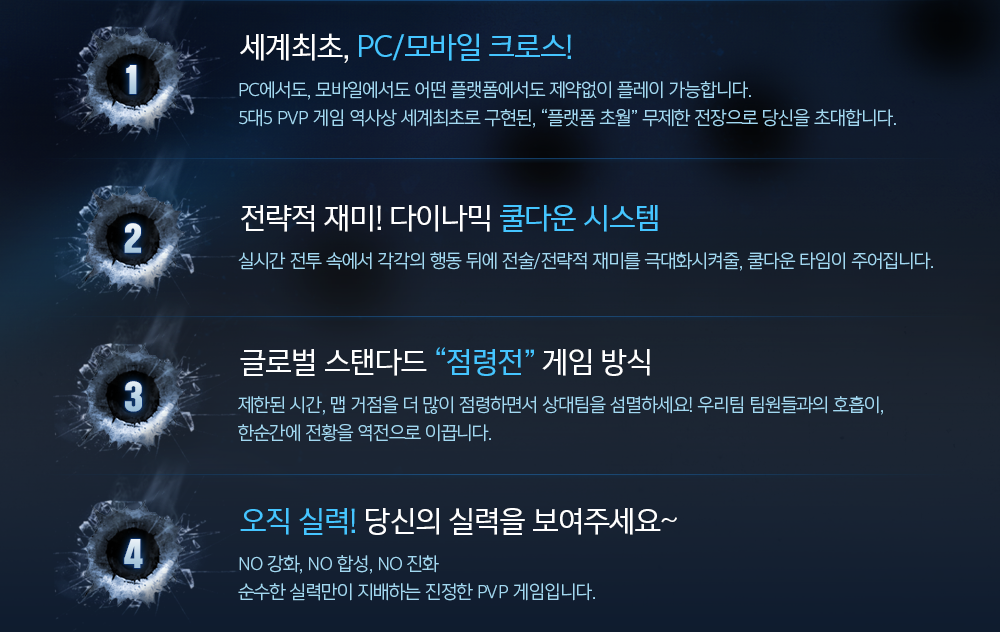 1
세계최초, PC/모바일 크로스!
PC에서도, 모바일에서도 어떤 플랫폼에서도 제약없이 플레이 가능합니다.
5대5 PVP 게임 역사상 세계최초로 구현된, “플랫폼 초월” 무제한 전장으로 당신을 초대합니다.
2
전략적 재미! 다이나믹 쿨다운 시스템
실시간 전투 속에서 각각의 행동 뒤에 전술/전략적 재미를 극대화시켜줄, 쿨다운 타임이 주어집니다.
3
글로벌 스탠다드 “점령전” 게임 방식
제한된 시간, 맵 거점을 더 많이 점령하면서 상대팀을 섬멸하세요! 우리팀 팀원들과의 호흡이,
한순간에 전황을 역전으로 이끕니다.
4
오직 실력! 당신의 실력을 보여주세요~
NO 강화, NO 합성, NO 진화
순수한 실력만이 지배하는 진정한 PVP 게임입니다.